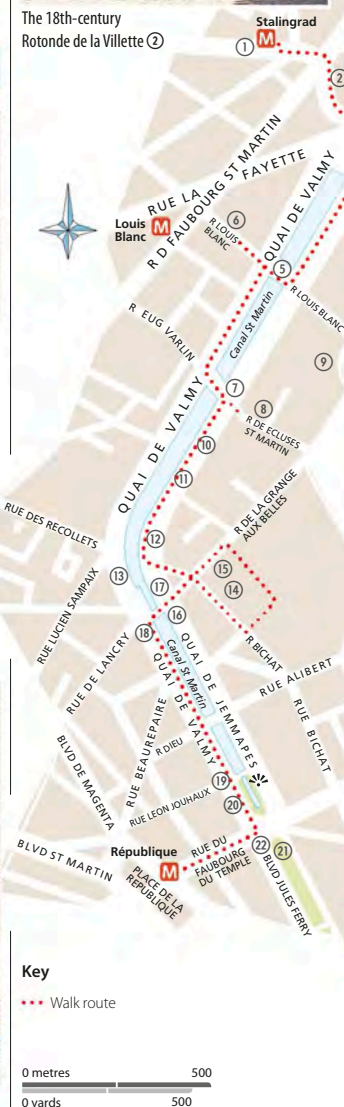 The 18th-century
Rotonde de la Villette ②
Stalingrad
M
①
②
R D FAUBOURG ST MARTIN
RUE LA FAYETTE
Louis
Blanc
M
⑥
R LOUIS
BLANC
QUAI DE VALMY
⑤
R LOUIS BLANC
Canal St Martin
R EUG VARLIN
⑨
⑦
⑧
R DE ECLUSES
ST MARTIN
QUAI DE VALMY
⑩
⑪
R DE LA GRANGE
AUX BELLES
RUE DES RECOLLETS
⑫
⑬
⑮
⑭
⑰
⑯
RUE LUCIEN SAMPAIX
⑱
R BICHAT
RUE DE LANCRY
Canal St Martin
QUAI DE JEMMAPES
QUAI DE VALMY
RUE ALIBERT
RUE BICHAT
BLVD DE MAGENTA
RUE BEAUREPAIRE
R DIEU
⑲
RUE LEON JOUHAUX
⑳
République
M
RUE DU
FAUBOURG
DU TEMPLE
㉒
㉑
BLVD ST MARTIN
PLACE DE LA
RÉPUBLIQUE
BLVD JULES FERRY
Key
Walk route
0 metres 500
0 yards 500